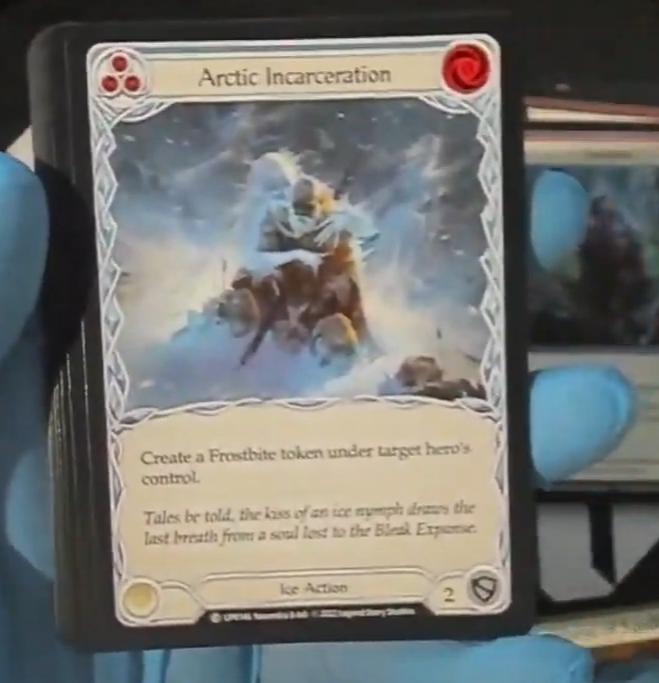 Arctic Incarceration
Create a Frostbite token under target hero's
control.
Tales be told, the kiss of an ice nymph draws the
last breath from a soul lost to the Bleak Expanse.
Ice Action
2